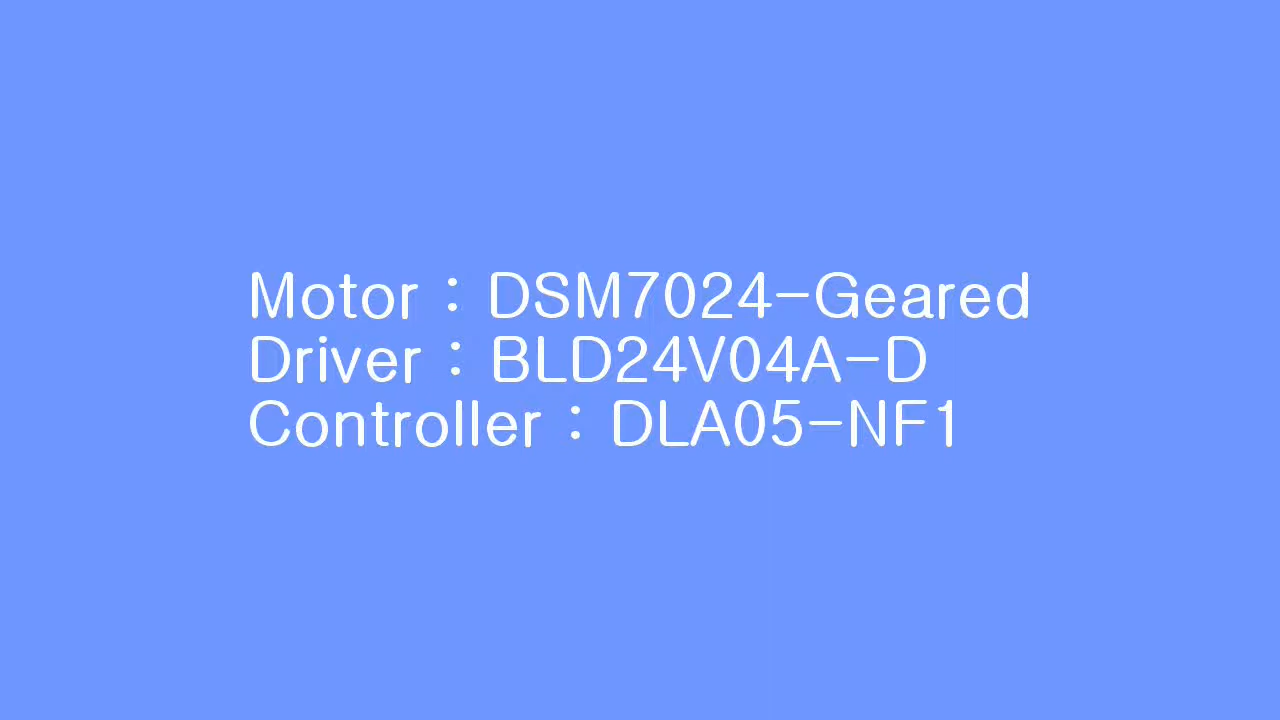 Motor : DSM7024-Geared
Driver : BLD24V04A-D
Controller : DLA05-NF1